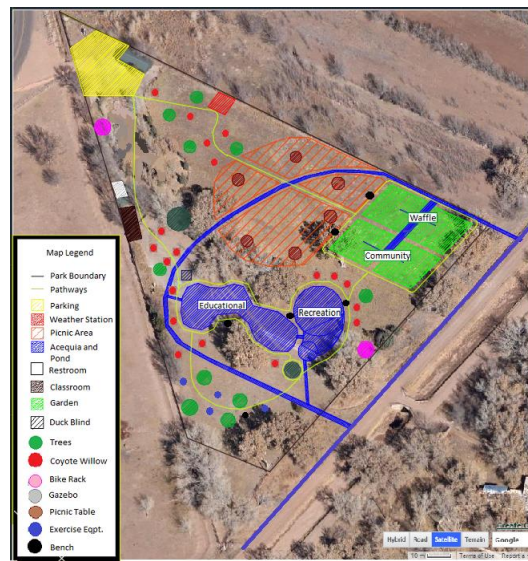 Waffle
Community
Educational
Recreation
Map Legend
Park Boundary
Pathways
Parking
Weather Station
Picnic Area
Acequia and
Pond
Restroom
Classroom
Garden
Duck Blind
Trees
Coyote Willow
Bike Rack
Gazebo
Picnic Table
Exercise Eqpt.
Bench
Hybrid Road Satellite Terrain Google
10 m Terms of Use Report a